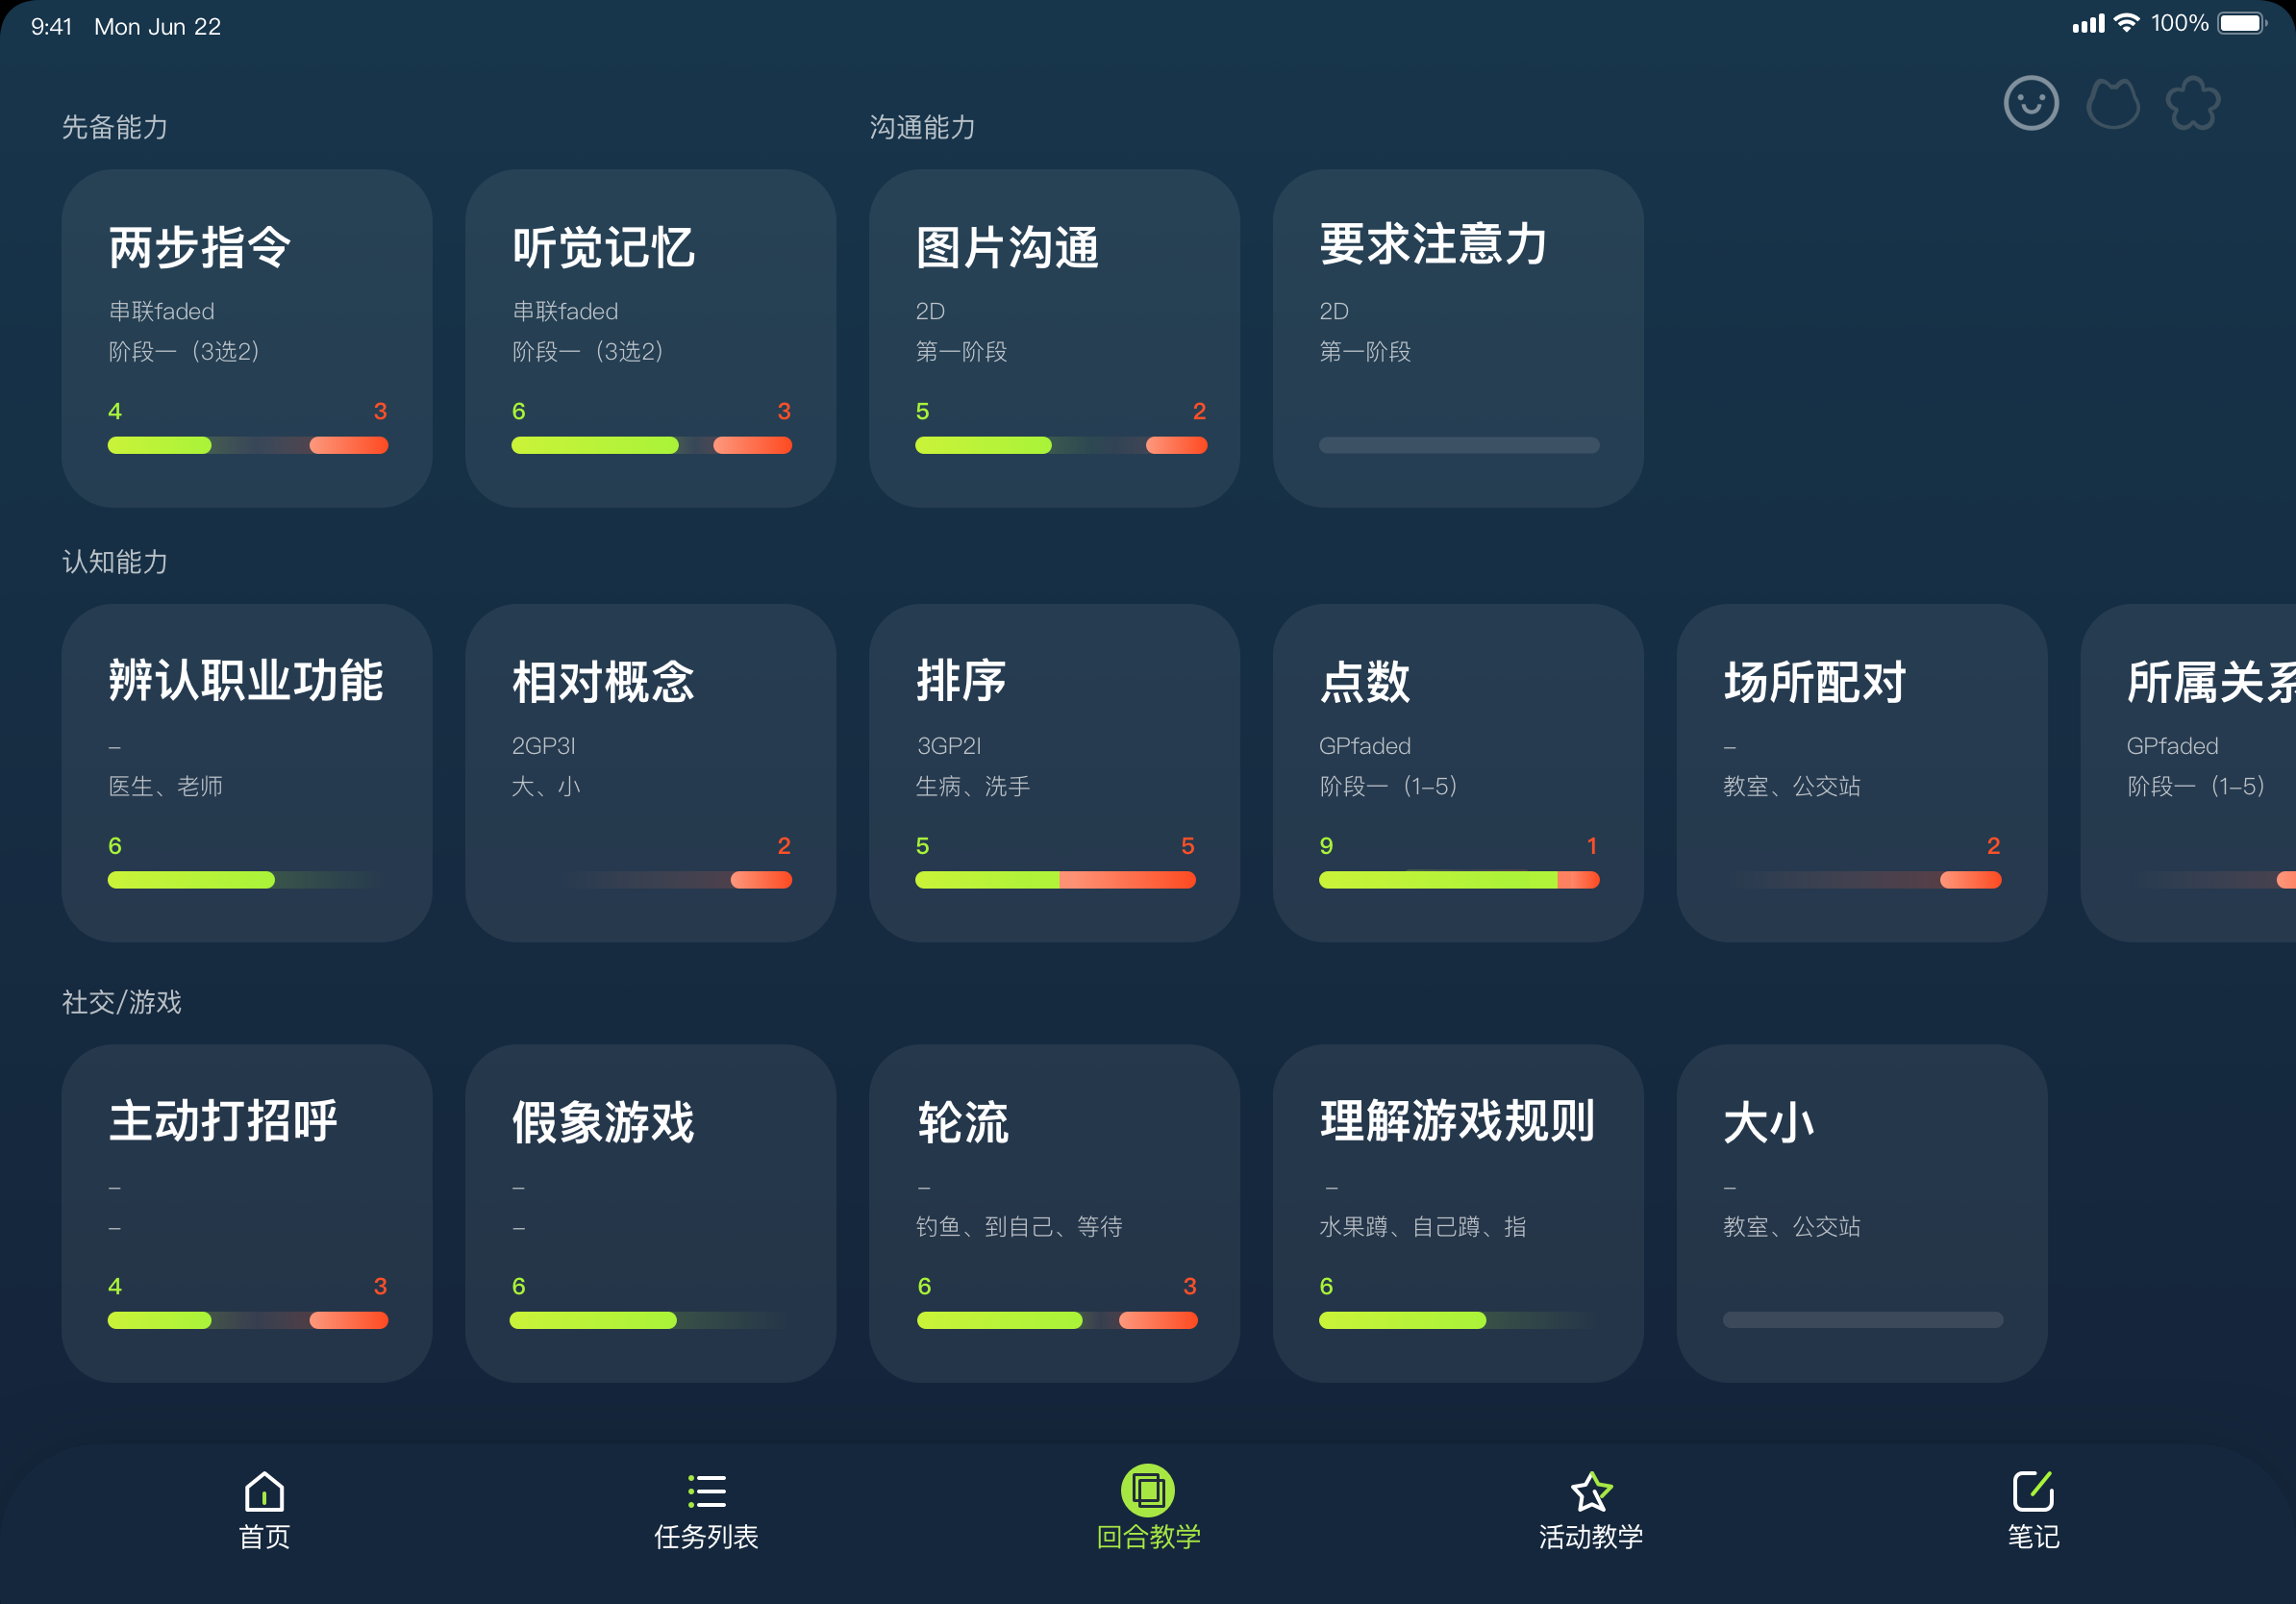 9:41 Mon Jun 22
100%
先备能力
沟通能力
两步指令
串联faded
阶段一（3选2）
4 3
听觉记忆
串联faded
阶段一（3选2）
6 3
图片沟通
2D
第一阶段
5 2
要求注意力
2D
第一阶段
认知能力
辨认职业功能
–
医生、老师
6
相对概念
2GP3I
大、小
2
排序
3GP2I
生病、洗手
5 5
点数
GPfaded
阶段一（1–5）
9 1
场所配对
–
教室、公交站
2
所属关系
GPfaded
阶段一（1–5）
社交/游戏
主动打招呼
–
–
4 3
假象游戏
–
–
6
轮流
–
钓鱼、到自己、等待
6 3
理解游戏规则
–
水果蹲、自己蹲、指
6
大小
–
教室、公交站
首页
任务列表
回合教学
活动教学
笔记